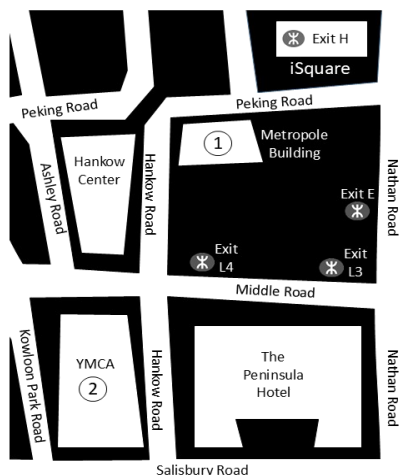 Exit H
iSquare
Peking Road
Peking Road
1
Metropole
Building
Hankow
Center
Ashley Road
Hankow Road
Nathan Road
Exit E
Exit
L4
Exit
L3
Middle Road
Kowloon Park Road
YMCA
2
Hankow Road
The
Peninsula
Hotel
Nathan Road
Salisbury Road